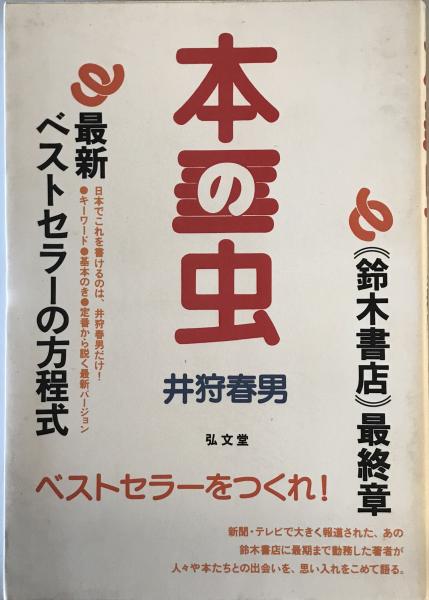 本の虫
井狩春男
弘文堂
《鈴木書店》最終章
最新
ベストセラーの方程式
日本でこれを書けるのは、井狩春男だけ!
●キーワード●基本のき●定番から説く最新バージョン
ベストセラーをつくれ!
新聞・テレビで大きく報道された、あの
鈴木書店に最期まで勤務した著者が
人々や本たちとの出会いを、思い入れをこめて語る。